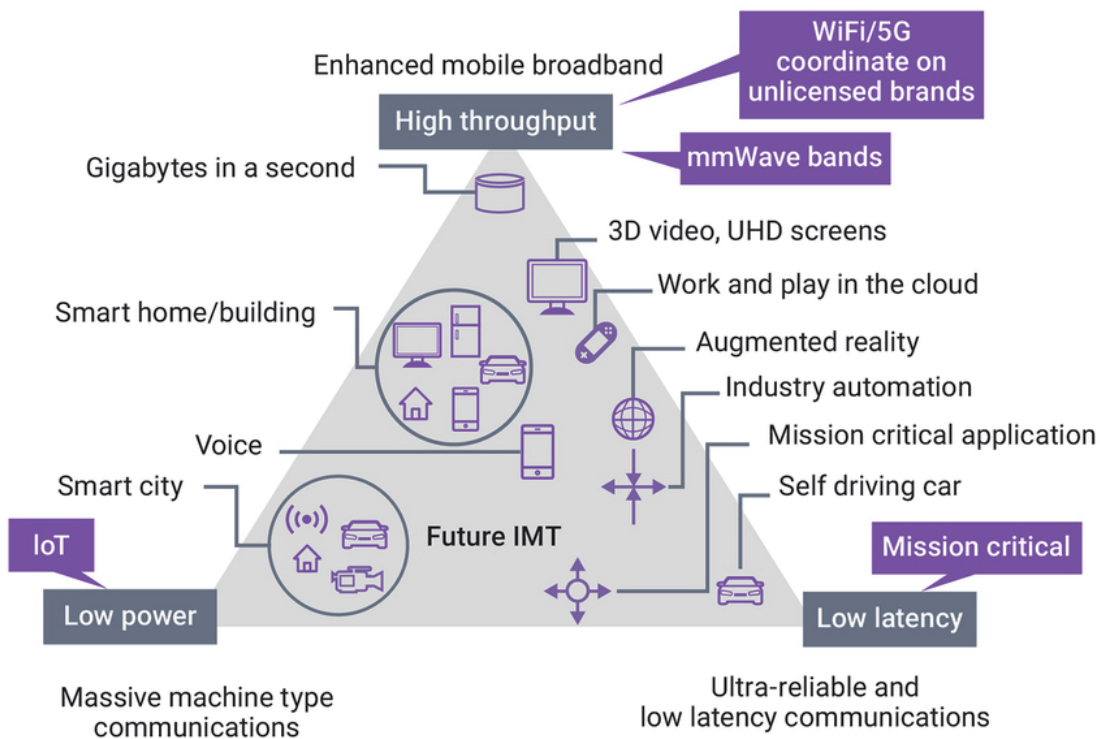 WiFi/5G
coordinate on
unlicensed brands
Enhanced mobile broadband
High throughput
mmWave bands
Gigabytes in a second
3D video, UHD screens
Work and play in the cloud
Smart home/building
Augmented reality
Industry automation
Mission critical application
Voice
Smart city
Self driving car
Future IMT
IoT
Mission critical
Low power
Low latency
Massive machine type
communications
Ultra-reliable and
low latency communications